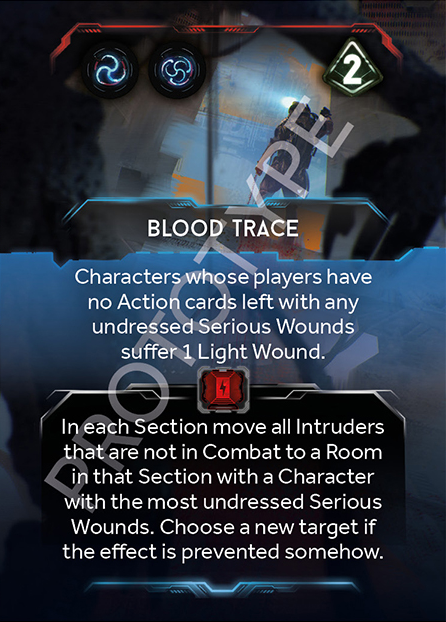 2
BLOOD TRACE
Characters whose players have
no Action cards left with any
undressed Serious Wounds
suffer 1 Light Wound.
In each Section move all Intruders
that are not in Combat to a Room
in that Section with a Character
with the most undressed Serious
Wounds. Choose a new target if
the effect is prevented somehow.
PROTOTYPE